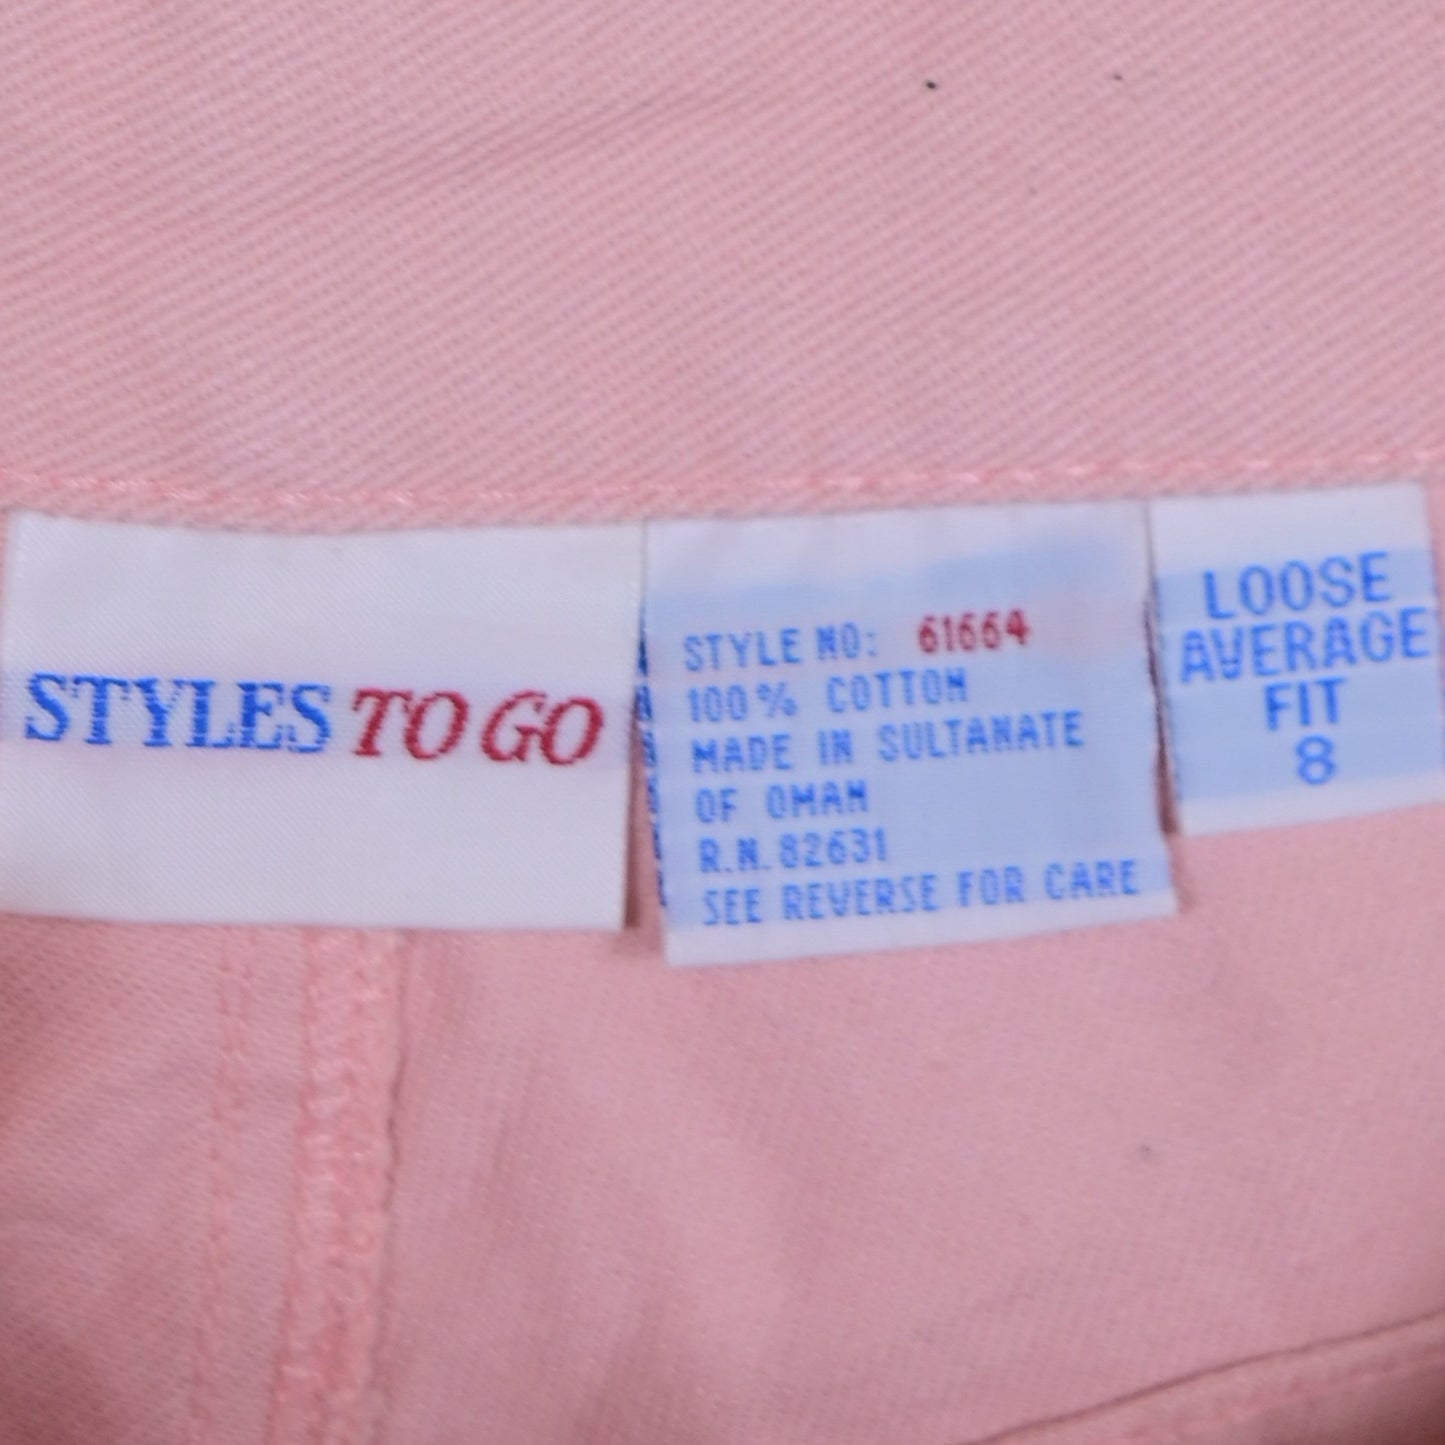 STYLES TO GO
STYLE NO: 61664
100% COTTON
MADE IN SULTANATE
OF OMAN
R.N. 82631
SEE REVERSE FOR CARE
LOOSE
AVERAGE
FIT
8